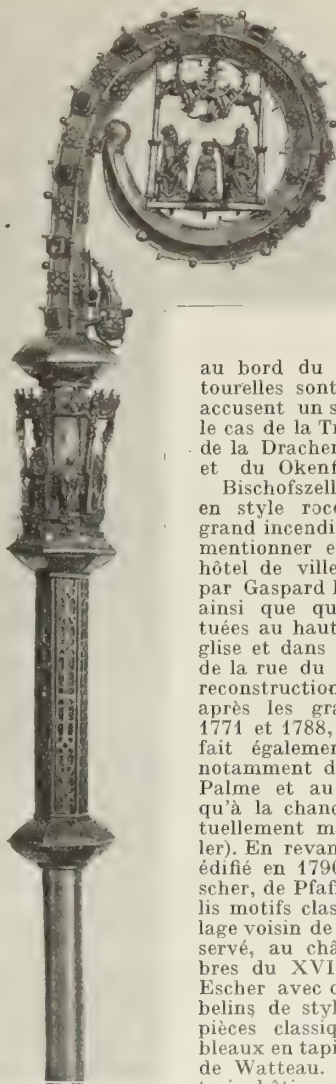 au bord du
tourelles sont
accusent un s
le cas de la Tr
de la Dracher
et du Okenf
Bischofszell
en style roco
grand incendi
mentionner e
hôtel de ville
par Gaspard
ainsi que qu
tuées au haut
glise et dans
de la rue du
reconstruction
après les gra
1771 et 1788,
fait égalemen
notamment d
Palme et au
qu'à la chanc
tuellement m
ler). En revan
édifié en 1790
scher, de Pfaf
lis motifs clas
lage voisin de
servé, au châ
bres du XVI
Escher avec d
belins de styl
pièces classiq
bleaux en tapi
de Watteau.